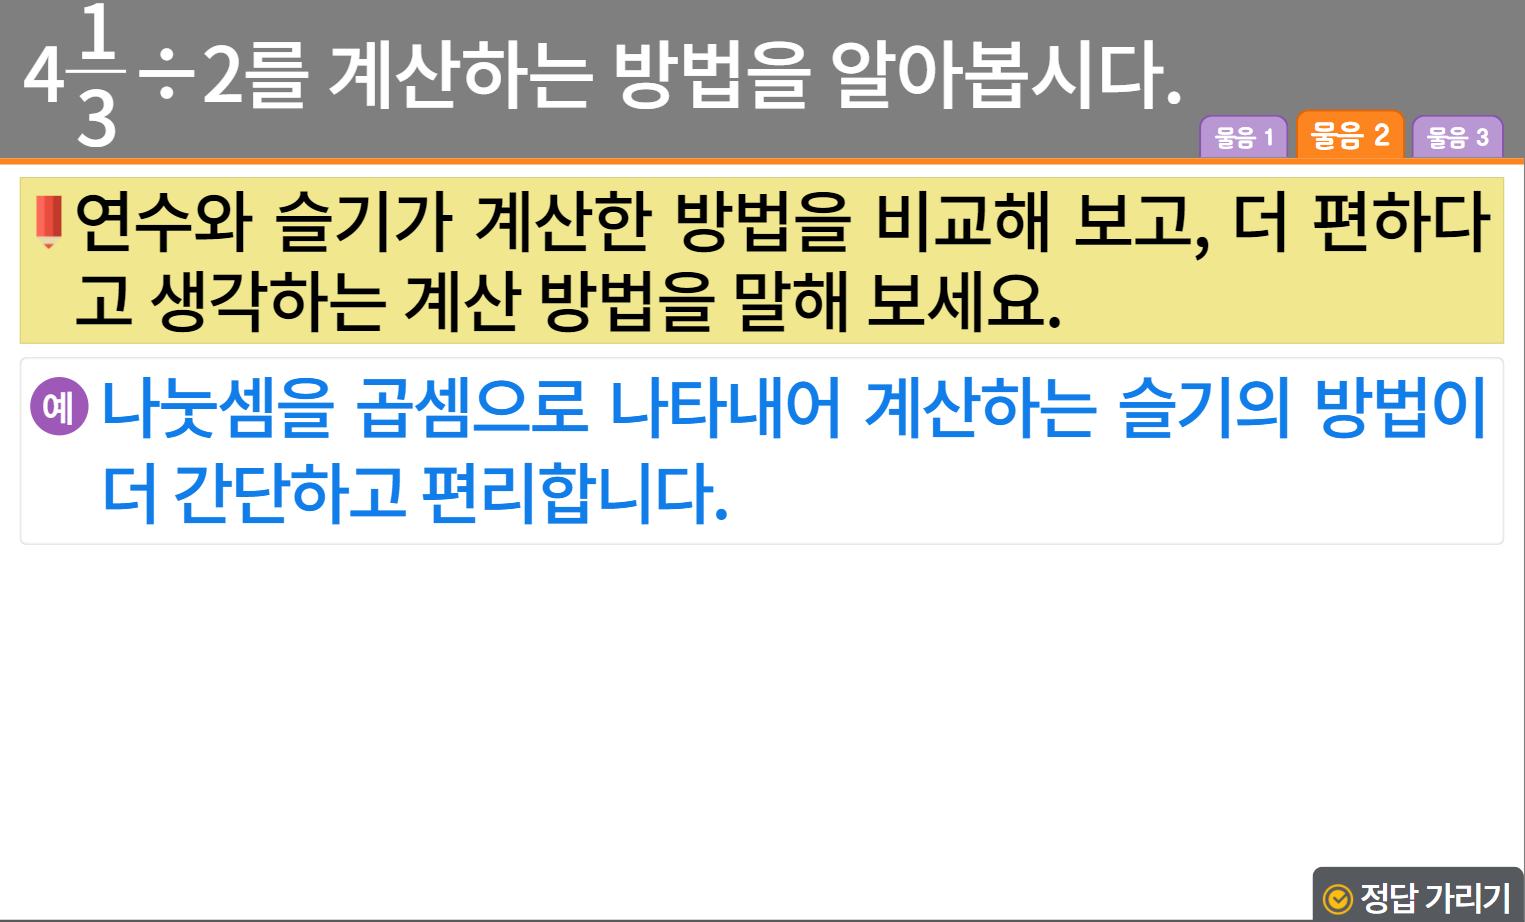 4 1/3 ÷2를 계산하는 방법을 알아봅시다.
물음 1 물음 2 물음 3
연수와 슬기가 계산한 방법을 비교해 보고, 더 편하다
고 생각하는 계산 방법을 말해 보세요.
예 나눗셈을 곱셈으로 나타내어 계산하는 슬기의 방법이
더 간단하고 편리합니다.
정답 가리기